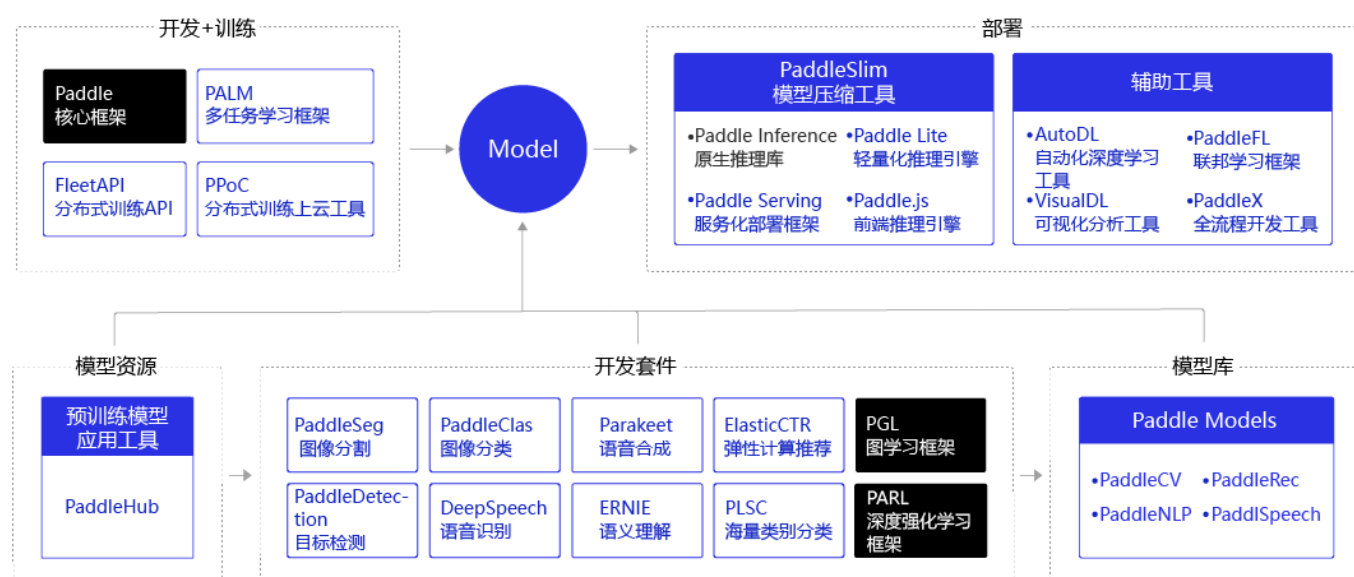 开发+训练
Paddle
核心框架
PALM
多任务学习框架
FleetAPI
分布式训练API
PPoC
分布式训练上云工具
Model
部署
PaddleSlim
模型压缩工具
•Paddle Inference
原生推理库
•Paddle Lite
轻量化推理引擎
•Paddle Serving
服务化部署框架
•Paddle.js
前端推理引擎
辅助工具
•AutoDL
自动化深度学习
工具
•PaddleFL
联邦学习框架
•VisualDL
可视化分析工具
•PaddleX
全流程开发工具
模型资源
预训练模型
应用工具
PaddleHub
开发套件
PaddleSeg
图像分割
PaddleClas
图像分类
Parakeet
语音合成
ElasticCTR
弹性计算推荐
PGL
图学习框架
PaddleDetec-
tion
目标检测
DeepSpeech
语音识别
ERNIE
语义理解
PLSC
海量类别分类
PARL
深度强化学习
框架
模型库
Paddle Models
•PaddleCV
•PaddleRec
•PaddleNLP
•PaddlSpeech